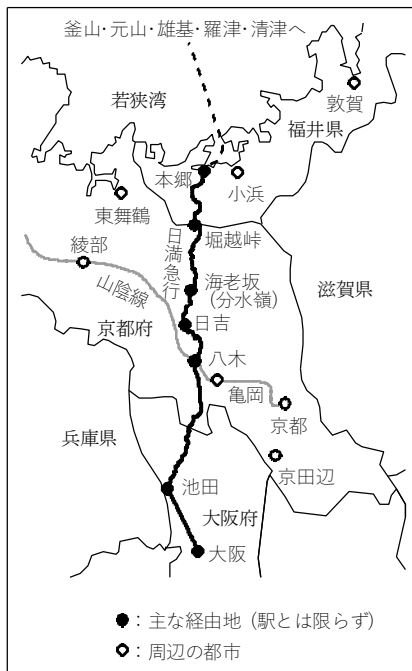 釜山・元山・雄基・羅津・清津へ
若狭湾
敦賀
福井県
本郷
小浜
東舞鶴
堀越峠
日満急行
綾部
山陰線
海老坂
(分水嶺)
滋賀県
京都府
日吉
八木
亀岡
京都
兵庫県
京田辺
池田
大阪府
大阪
●：主な経由地（駅とは限らず）
○：周辺の都市